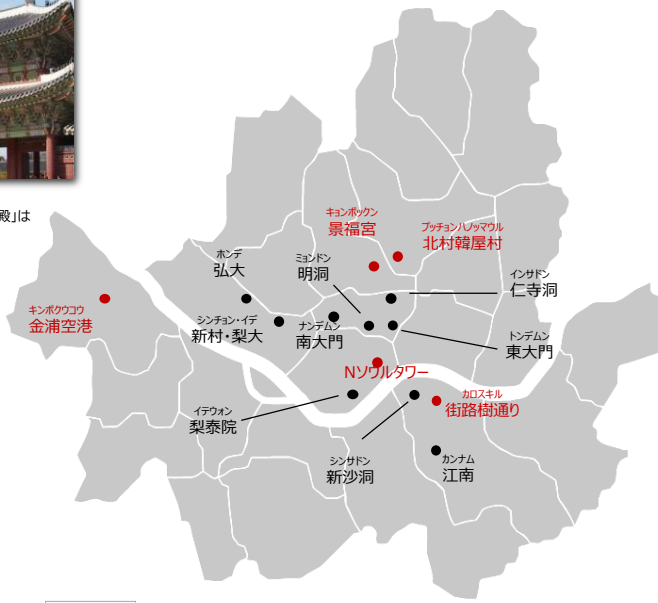 殿」は
キョンボックン
景福宮
プッチョンハノッマウル
北村韓屋村
ホンデ
弘大
ミョンドン
明洞
インサドン
仁寺洞
キンポクウコウ
金浦空港
シンチョン・イデ
新村・梨大
ナンデムン
南大門
トンデムン
東大門
Nソウルタワー
カロスキル
街路樹通り
イテウォン
梨泰院
シンサドン
新沙洞
カンナム
江南